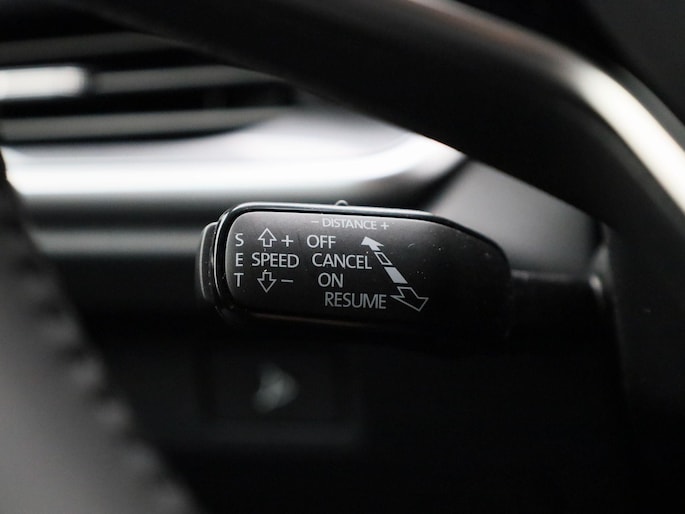 - DISTANCE +
S + OFF
E SPEED CANCEL
T - ON
RESUME